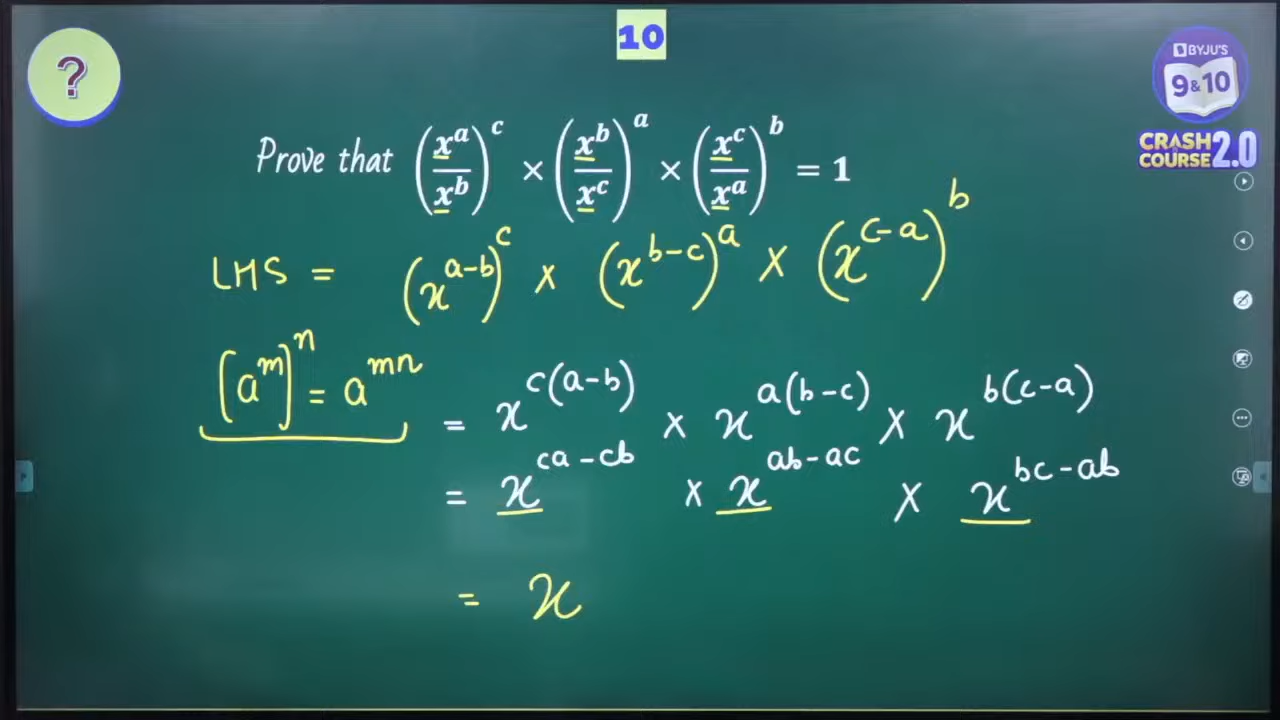 10
?
BYJU'S
9&10
CRASH
COURSE 2.0
Prove that (x^a/x^b)^c × (x^b/x^c)^a × (x^c/x^a)^b = 1
LHS = (x^(a-b))^c × (x^(b-c))^a × (x^(c-a))^b
[a^m]^n = a^(mn)
= x^(c(a-b)) × x^(a(b-c)) × x^(b(c-a))
= x^(ca-cb) × x^(ab-ac) × x^(bc-ab)
= x